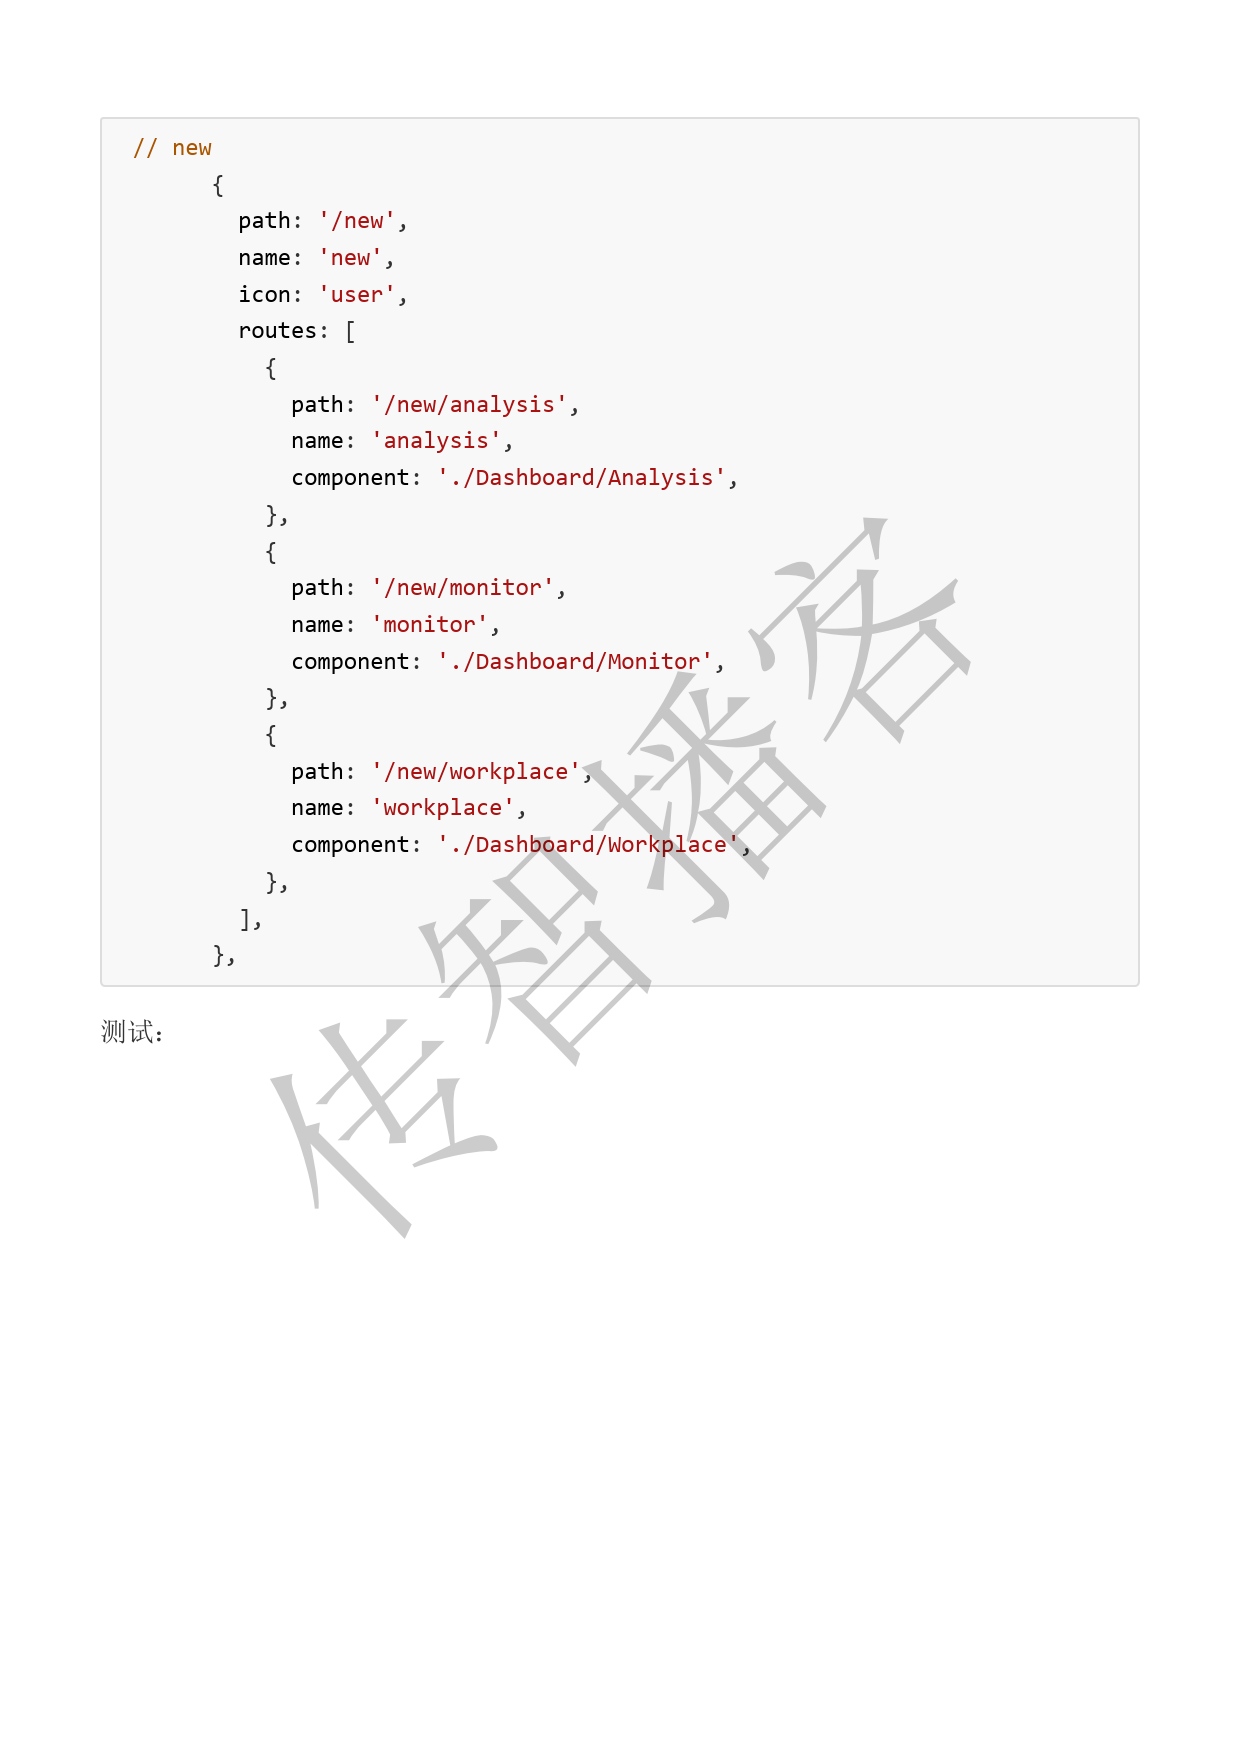 // new
      {
        path: '/new',
        name: 'new',
        icon: 'user',
        routes: [
          {
            path: '/new/analysis',
            name: 'analysis',
            component: './Dashboard/Analysis',
          },
          {
            path: '/new/monitor',
            name: 'monitor',
            component: './Dashboard/Monitor',
          },
          {
            path: '/new/workplace',
            name: 'workplace',
            component: './Dashboard/Workplace',
          },
        ],
      },
测试：
传智播客